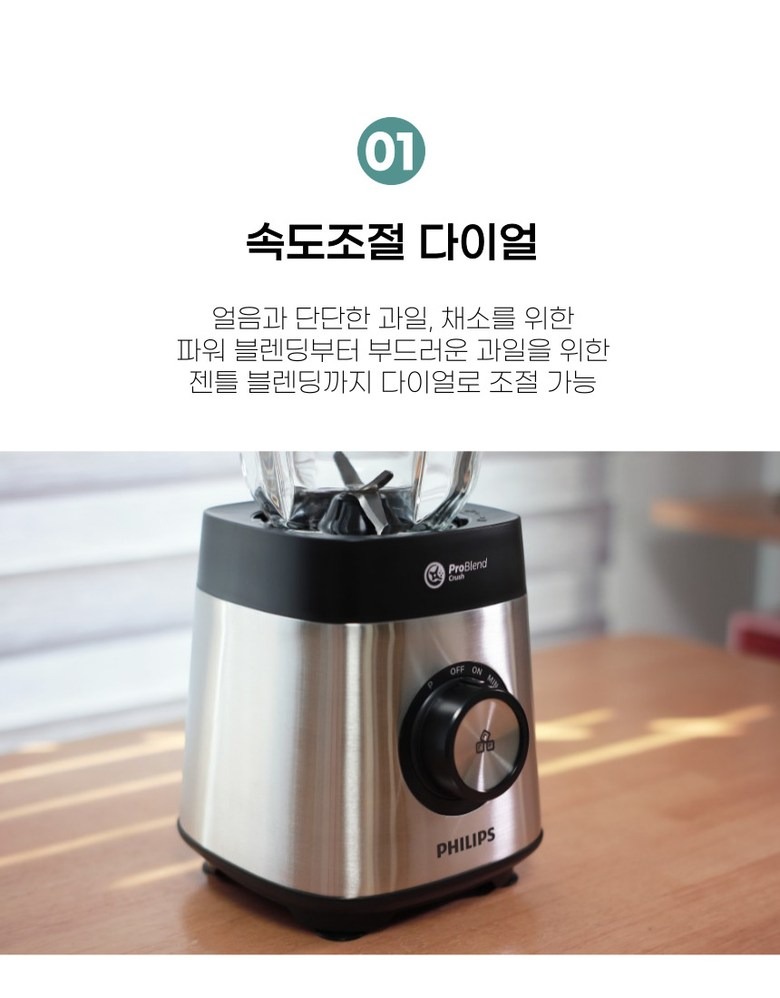 01
속도조절 다이얼
얼음과 단단한 과일, 채소를 위한
파워 블렌딩부터 부드러운 과일을 위한
젠틀 블렌딩까지 다이얼로 조절 가능
ProBlend
Crush
P OFF ON MIN
PHILIPS